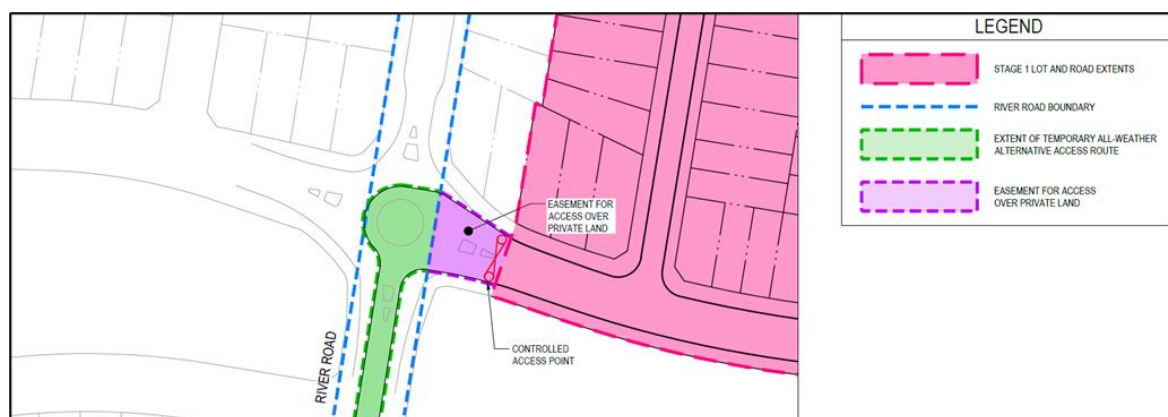 EASEMENT FOR
ACCESS OVER
PRIVATE LAND
CONTROLLED
ACCESS POINT
RIVER ROAD
LEGEND
STAGE 1 LOT AND ROAD EXTENTS
RIVER ROAD BOUNDARY
EXTENT OF TEMPORARY ALL-WEATHER
ALTERNATIVE ACCESS ROUTE
EASEMENT FOR ACCESS
OVER PRIVATE LAND